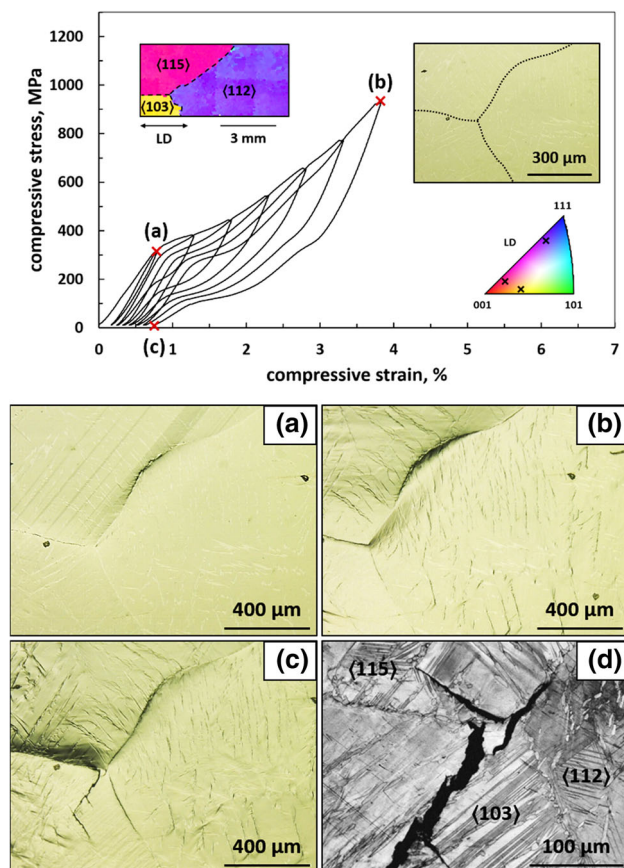 1200
1000
800
600
400
200
0
compressive stress, MPa
0 1 2 3 4 5 6 7
compressive strain, %
⟨115⟩
⟨112⟩
⟨103⟩
LD
3 mm
(a)
(b)
(c)
300 µm
111
LD
001
101
(a)
400 µm
(b)
400 µm
(c)
400 µm
(d)
⟨115⟩
⟨112⟩
⟨103⟩
100 µm